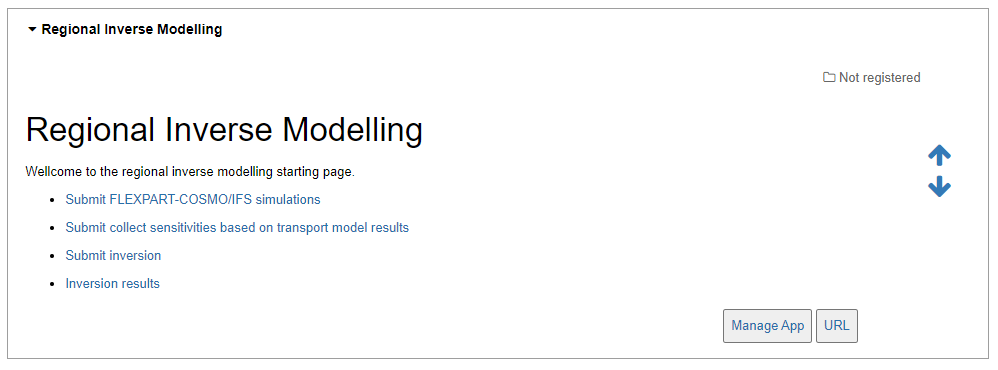 Regional Inverse Modelling
Not registered
Regional Inverse Modelling
Wellcome to the regional inverse modelling starting page.
Submit FLEXPART-COSMO/IFS simulations
Submit collect sensitivities based on transport model results
Submit inversion
Inversion results
Manage App URL